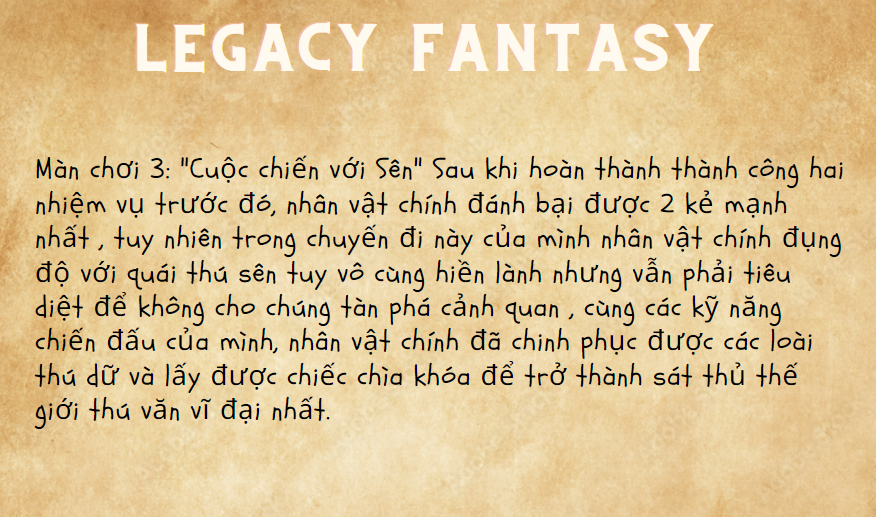 LEGACY FANTASY
Màn chơi 3: "Cuộc chiến với Sên" Sau khi hoàn thành thành công hai
nhiệm vụ trước đó, nhân vật chính đánh bại được 2 kẻ mạnh
nhất , tuy nhiên trong chuyến đi này của mình nhân vật chính đụng
độ với quái thú sên tuy vô cùng hiền lành nhưng vẫn phải tiêu
diệt để không cho chúng tàn phá cảnh quan , cùng các kỹ năng
chiến đấu của mình, nhân vật chính đã chinh phục được các loài
thú dữ và lấy được chiếc chìa khóa để trở thành sát thủ thế
giới thú văn vĩ đại nhất.